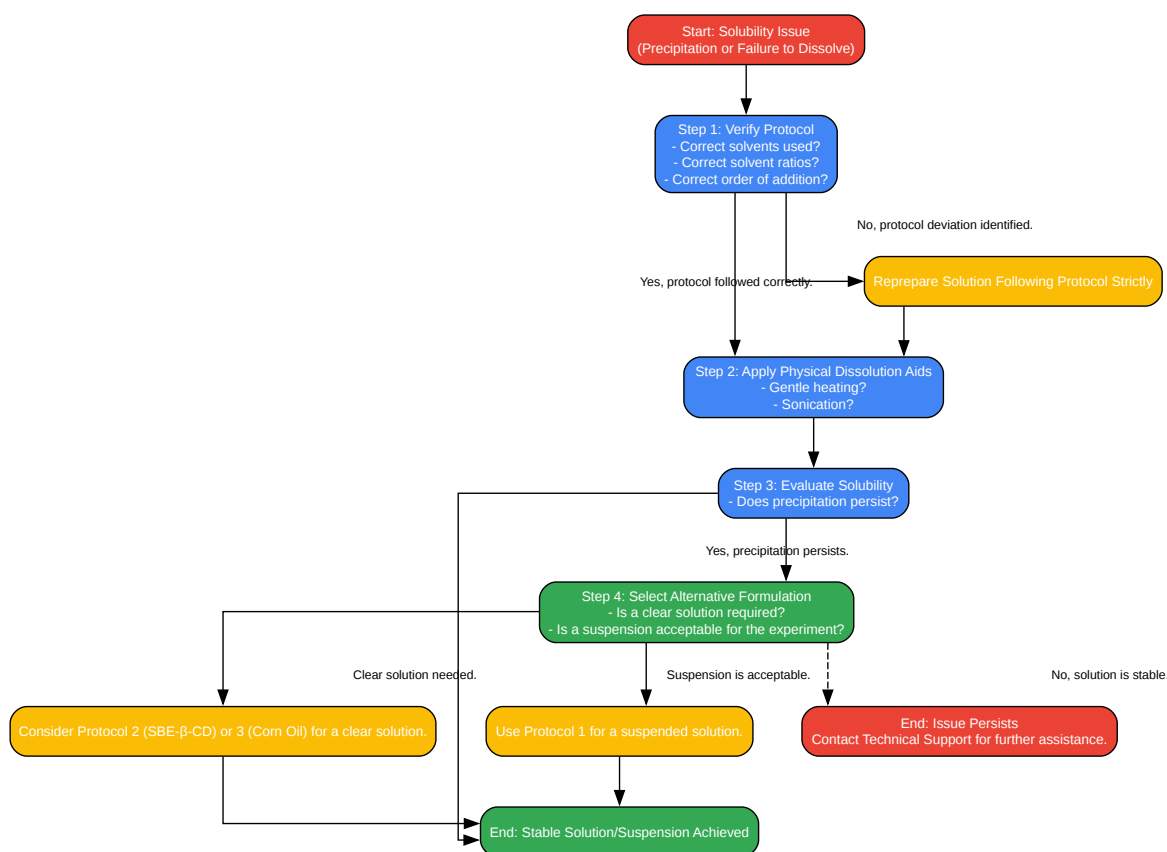 Start: Solubility Issue
(Precipitation or Failure to Dissolve)
Step 1: Verify Protocol
- Correct solvents used?
- Correct solvent ratios?
- Correct order of addition?
No, protocol deviation identified.
Yes, protocol followed correctly.
Reprepare Solution Following Protocol Strictly
Step 2: Apply Physical Dissolution Aids
- Gentle heating?
- Sonication?
Step 3: Evaluate Solubility
- Does precipitation persist?
Yes, precipitation persists.
Step 4: Select Alternative Formulation
- Is a clear solution required?
- Is a suspension acceptable for the experiment?
Clear solution needed.
Suspension is acceptable.
No, solution is stable.
Consider Protocol 2 (SBE-β-CD) or 3 (Corn Oil) for a clear solution.
Use Protocol 1 for a suspended solution.
End: Issue Persists
Contact Technical Support for further assistance.
End: Stable Solution/Suspension Achieved